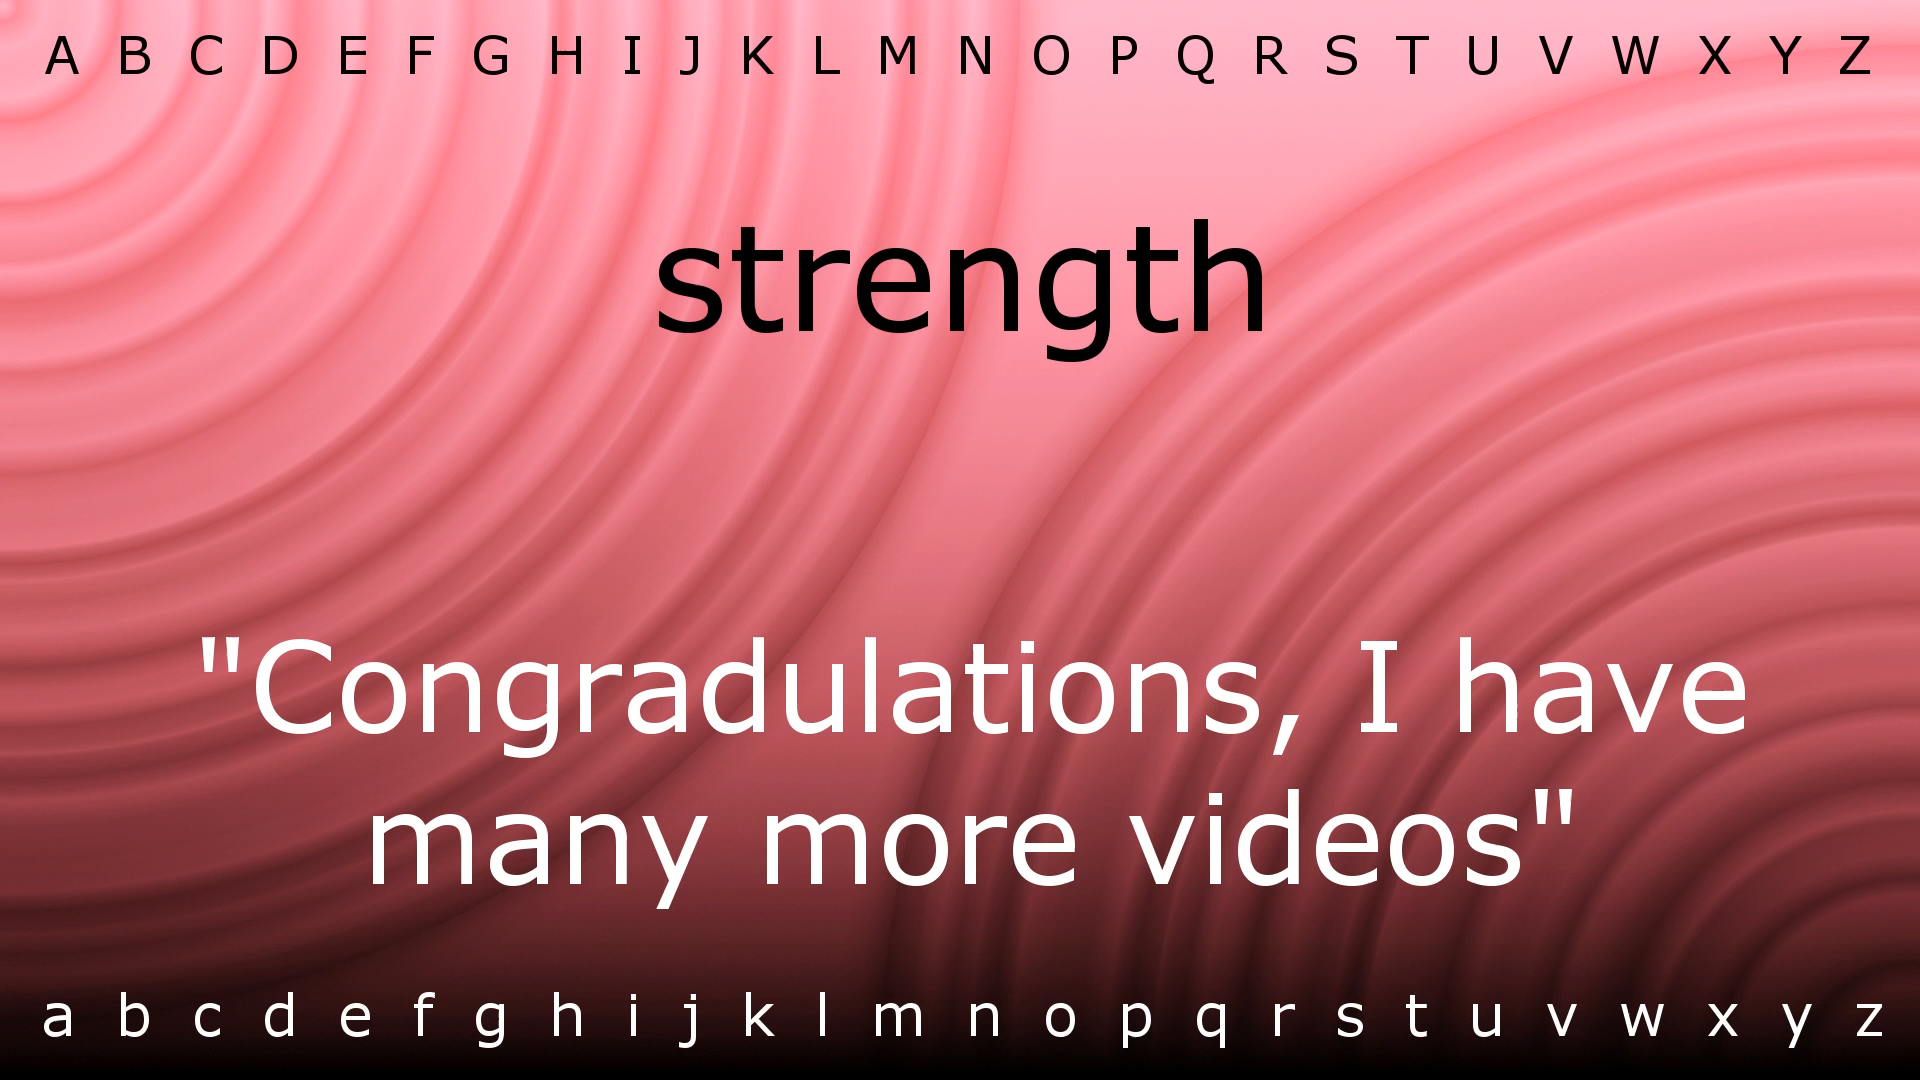 A B C D E F G H I J K L M N O P Q R S T U V W X Y Z
strength
"Congradulations, I have
many more videos"
a b c d e f g h i j k l m n o p q r s t u v w x y z